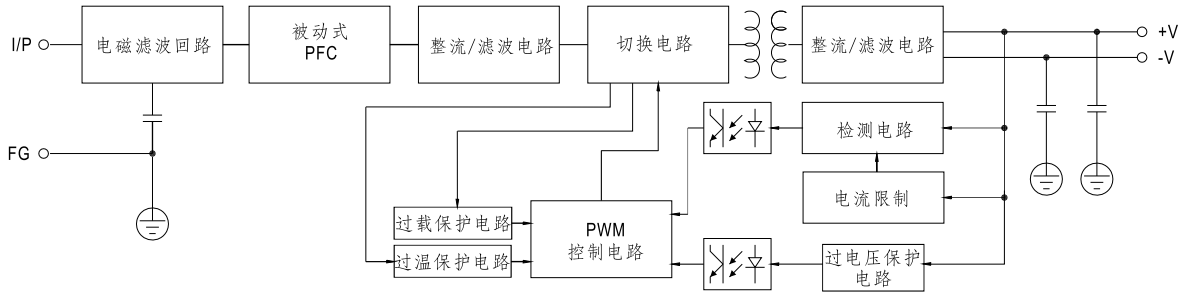 I/P
电磁滤波回路
被动式
PFC
整流/滤波电路
切换电路
整流/滤波电路
+V
-V
FG
检测电路
电流限制
过载保护电路
过温保护电路
PWM
控制电路
过电压保护
电路